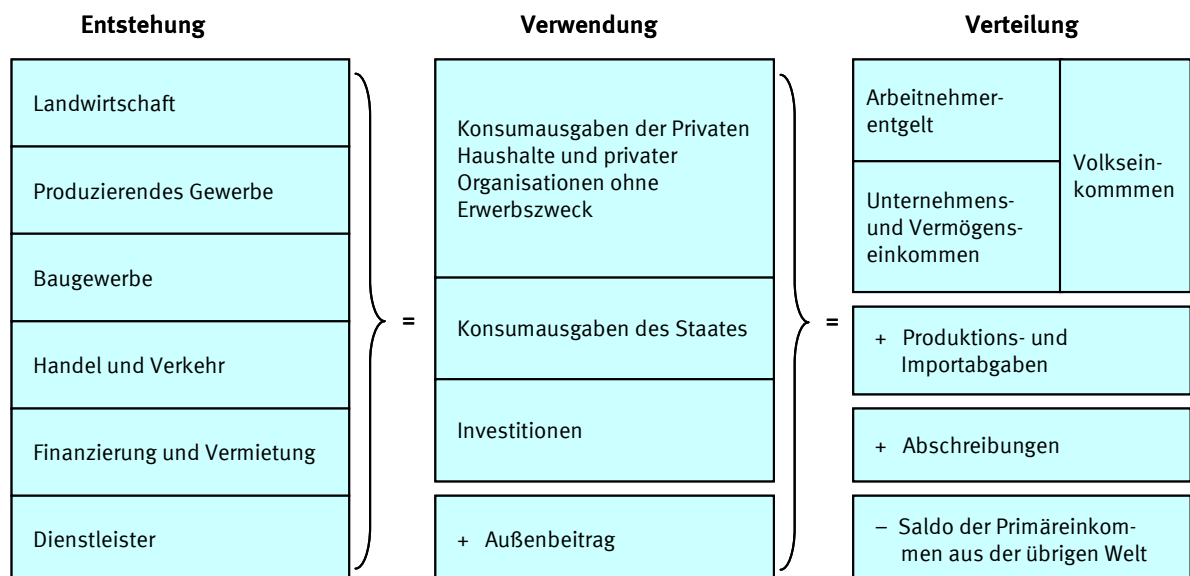 Entstehung
Landwirtschaft
Produzierendes Gewerbe
Baugewerbe
Handel und Verkehr
Finanzierung und Vermietung
Dienstleister
=
Verwendung
Konsumausgaben der Privaten
Haushalte und privater
Organisationen ohne
Erwerbszweck
Konsumausgaben des Staates
Investitionen
+ Außenbeitrag
=
Verteilung
Arbeitnehmer-
entgelt
Unternehmens-
und Vermögens-
einkommen
Volksein-
kommmen
+ Produktions- und
Importabgaben
+ Abschreibungen
– Saldo der Primäreinkom-
men aus der übrigen Welt